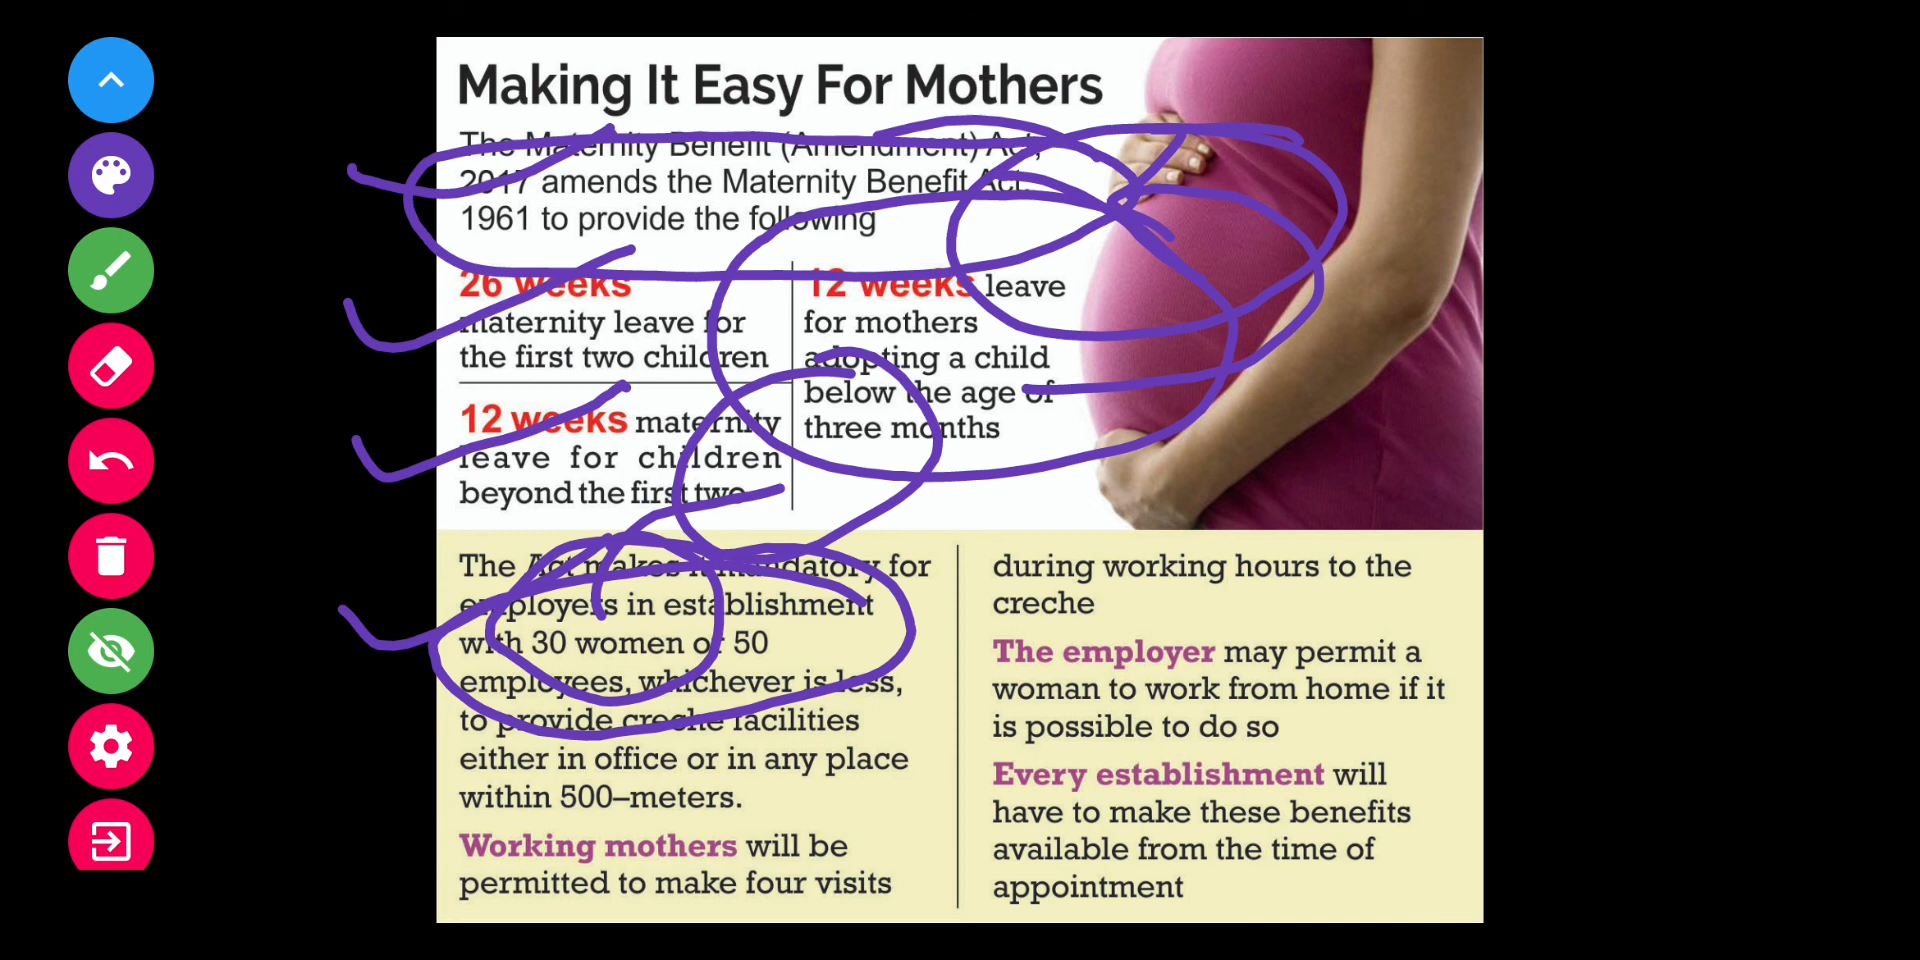 Making It Easy For Mothers
The Maternity Benefit (Amendment) Act,
2017 amends the Maternity Benefit Act,
1961 to provide the following
26 weeks
maternity leave for
the first two children
12 weeks maternity
leave for children
beyond the first two
12 weeks leave
for mothers
adopting a child
below the age of
three months
The Act makes it mandatory for
employers in establishment
with 30 women or 50
employees, whichever is less,
to provide creche facilities
either in office or in any place
within 500–meters.
Working mothers will be
permitted to make four visits
during working hours to the
creche
The employer may permit a
woman to work from home if it
is possible to do so
Every establishment will
have to make these benefits
available from the time of
appointment